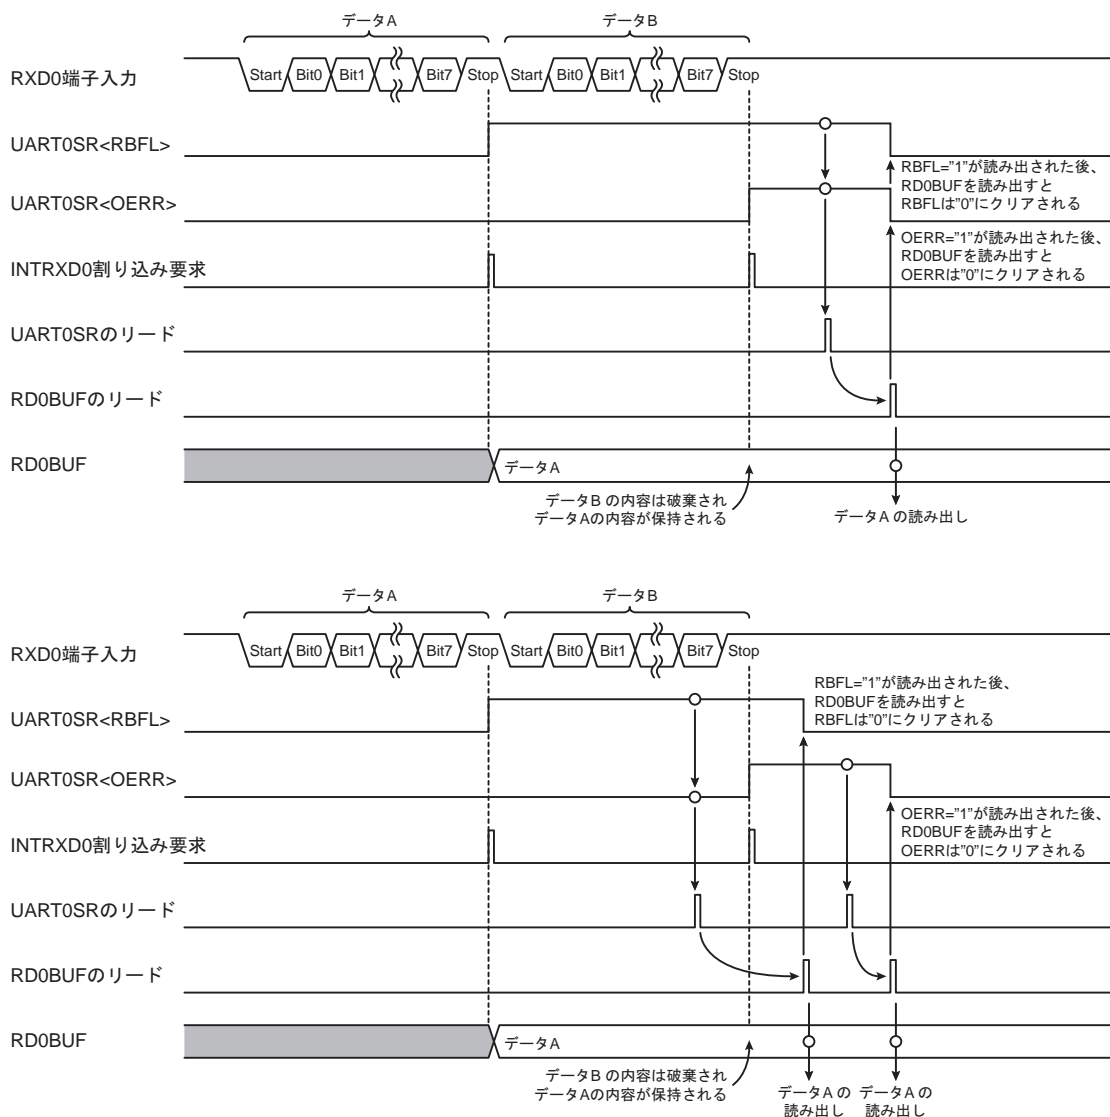 データA データB
RXD0端子入力 Start Bit0 Bit1 Bit7 Stop Start Bit0 Bit1 Bit7 Stop
UART0SR<RBFL>
RBFL="1"が読み出された後、
RD0BUFを読み出すと
RBFLは"0"にクリアされる
UART0SR<OERR>
OERR="1"が読み出された後、
RD0BUFを読み出すと
OERRは"0"にクリアされる
INTRXD0割り込み要求
UART0SRのリード
RD0BUFのリード
RD0BUF データA
データB の内容は破棄され
データAの内容が保持される
データA の読み出し
データA データB
RXD0端子入力 Start Bit0 Bit1 Bit7 Stop Start Bit0 Bit1 Bit7 Stop
RBFL="1"が読み出された後、
RD0BUFを読み出すと
RBFLは"0"にクリアされる
UART0SR<RBFL>
UART0SR<OERR>
OERR="1"が読み出された後、
RD0BUFを読み出すと
OERRは"0"にクリアされる
INTRXD0割り込み要求
UART0SRのリード
RD0BUFのリード
RD0BUF データA
データB の内容は破棄され
データAの内容が保持される
データA の
読み出し
データA の
読み出し